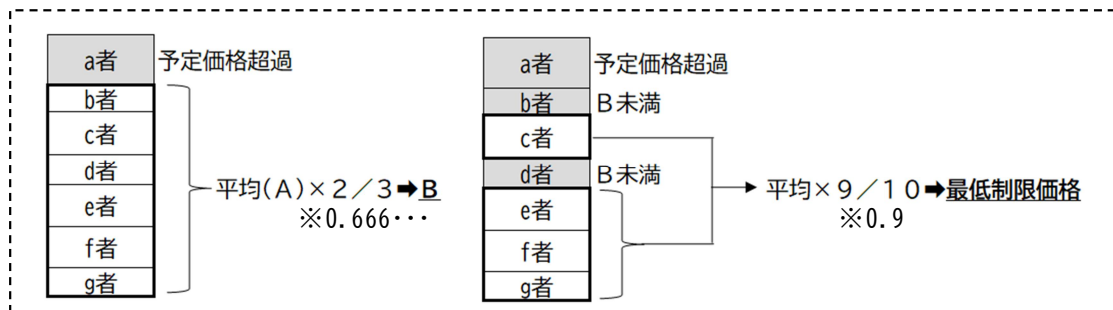 a者 予定価格超過
b者
c者
d者
e者
f者
g者
平均(A)×2/3➡B
※0.666・・・
a者 予定価格超過
b者 B未満
c者
d者 B未満
e者
f者
g者
平均×9/10➡最低制限価格
※0.9